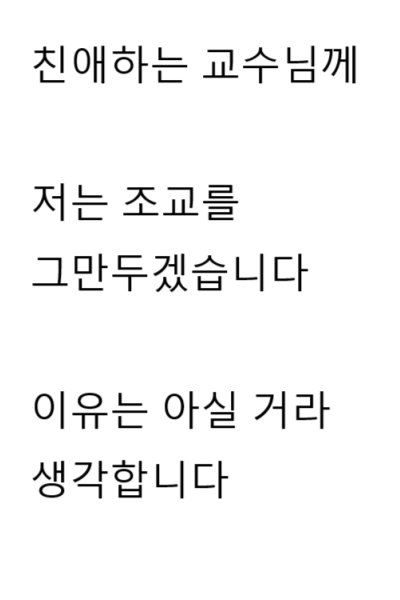 친애하는 교수님께
저는 조교를
그만두겠습니다
이유는 아실 거라
생각합니다